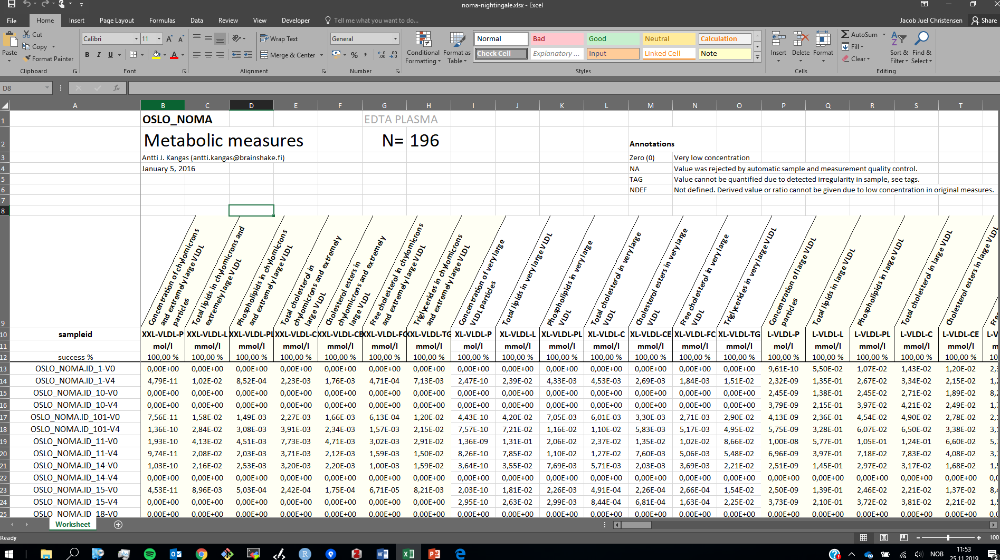 noma-nightingale.xlsx - Excel
File Home Insert Page Layout Formulas Data Review View Developer Tell me what you want to do... Jacob Juel Christensen Share
Paste Cut Copy Format Painter Clipboard
Calibri 11 B I U Font
Wrap Text Merge & Center Alignment
General % Number
Conditional Formatting Format as Table
Normal Bad Good Neutral Calculation
Check Cell Explanatory ... Input Linked Cell Note
Styles
Insert Delete Format Cells
AutoSum Fill Clear Sort & Filter Find & Select Editing
D8 fx
A B C D E F G H I J K L M N O P Q R S T
1 OSLO_NOMA EDTA PLASMA
2 Metabolic measures N= 196 Annotations
3 Antti J. Kangas (antti.kangas@brainshake.fi) Zero (0) Very low concentration
4 January 5, 2016 NA Value was rejected by automatic sample and measurement quality control.
5 TAG Value cannot be quantified due to detected irregularity in sample, see tags.
6 NDEF Not defined. Derived value or ratio cannot be given due to low concentration in original measures.
7
8
9
Concentration of chylomicrons and extremely large VLDL particles
Total lipids in chylomicrons and extremely large VLDL
Phospholipids in chylomicrons and extremely large VLDL
Total cholesterol in chylomicrons and extremely large VLDL
Cholesterol esters in chylomicrons and extremely large VLDL
Free cholesterol in chylomicrons and extremely large VLDL
Triglycerides in chylomicrons and extremely large VLDL
Concentration of very large VLDL particles
Total lipids in very large VLDL
Phospholipids in very large VLDL
Total cholesterol in very large VLDL
Cholesterol esters in very large VLDL
Free cholesterol in very large VLDL
Triglycerides in very large VLDL
Concentration of large VLDL particles
Total lipids in large VLDL
Phospholipids in large VLDL
Total cholesterol in large VLDL
Cholesterol esters in large VLDL
Fre
10 sampleid XXL-VLDL-P XXL-VLDL-L XXL-VLDL-PL XXL-VLDL-C XXL-VLDL-CE XXL-VLDL-FC XXL-VLDL-TG XL-VLDL-P XL-VLDL-L XL-VLDL-PL XL-VLDL-C XL-VLDL-CE XL-VLDL-FC XL-VLDL-TG L-VLDL-P L-VLDL-L L-VLDL-PL L-VLDL-C L-VLDL-CE L-V
11 mol/l mmol/l mmol/l mmol/l mmol/l mmol/l mmol/l mol/l mmol/l mmol/l mmol/l mmol/l mmol/l mmol/l mol/l mmol/l mmol/l mmol/l mmol/l m
12 success % 100,00 % 100,00 % 100,00 % 100,00 % 100,00 % 100,00 % 100,00 % 100,00 % 100,00 % 100,00 % 100,00 % 100,00 % 100,00 % 100,00 % 100,00 % 100,00 % 100,00 % 100,00 % 100,00 % 10
13 OSLO_NOMA.ID_1-V0 0,00E+00 0,00E+00 0,00E+00 0,00E+00 0,00E+00 0,00E+00 0,00E+00 0,00E+00 0,00E+00 0,00E+00 0,00E+00 0,00E+00 0,00E+00 0,00E+00 9,61E-10 5,50E-02 1,07E-02 1,43E-02 1,20E-02 2,
14 OSLO_NOMA.ID_1-V4 4,79E-11 1,02E-02 8,52E-04 2,23E-03 1,76E-03 4,71E-04 7,13E-03 2,47E-10 2,39E-02 4,33E-03 4,53E-03 2,69E-03 1,84E-03 1,51E-02 2,32E-09 1,35E-01 2,67E-02 3,34E-02 2,15E-02 1,
15 OSLO_NOMA.ID_10-V0 0,00E+00 0,00E+00 0,00E+00 0,00E+00 0,00E+00 0,00E+00 0,00E+00 0,00E+00 0,00E+00 0,00E+00 0,00E+00 0,00E+00 0,00E+00 0,00E+00 2,45E-09 1,38E-01 2,45E-02 2,71E-02 1,89E-02 8,
16 OSLO_NOMA.ID_10-V4 0,00E+00 0,00E+00 0,00E+00 0,00E+00 0,00E+00 0,00E+00 0,00E+00 0,00E+00 0,00E+00 0,00E+00 0,00E+00 0,00E+00 0,00E+00 0,00E+00 3,79E-09 2,15E-01 3,97E-02 4,21E-02 2,49E-02 1,
17 OSLO_NOMA.ID_101-V0 7,56E-11 1,58E-02 1,49E-03 2,27E-03 1,66E-03 6,13E-04 1,20E-02 4,43E-10 4,20E-02 7,05E-03 6,01E-03 3,30E-03 2,71E-03 2,90E-02 4,13E-09 2,36E-01 4,54E-02 4,90E-02 2,78E-02 2,
18 OSLO_NOMA.ID_101-V4 1,36E-10 2,84E-02 3,08E-03 3,91E-03 2,34E-03 1,57E-03 2,15E-02 7,57E-10 7,21E-02 1,16E-02 1,10E-02 5,83E-03 5,17E-03 4,95E-02 5,75E-09 3,28E-01 6,07E-02 6,50E-02 3,38E-02 3,
19 OSLO_NOMA.ID_11-V0 1,93E-10 4,13E-02 4,51E-03 7,73E-03 4,71E-03 3,02E-03 2,91E-02 1,36E-09 1,31E-01 2,06E-02 2,37E-02 1,35E-02 1,02E-02 8,66E-02 1,00E-08 5,77E-01 1,05E-01 1,24E-01 6,60E-02 5,
20 OSLO_NOMA.ID_11-V4 9,74E-11 2,08E-02 2,03E-03 3,71E-03 2,12E-03 1,59E-03 1,50E-02 8,26E-10 7,85E-02 1,10E-02 1,27E-02 7,60E-03 5,06E-03 5,48E-02 6,96E-09 3,97E-01 7,18E-02 7,83E-02 4,08E-02 3,
21 OSLO_NOMA.ID_14-V0 1,03E-10 2,16E-02 2,53E-03 3,20E-03 2,20E-03 1,00E-03 1,59E-02 3,64E-10 3,55E-02 7,69E-03 5,71E-03 2,03E-03 3,69E-03 2,21E-02 2,51E-09 1,45E-01 2,97E-02 3,17E-02 1,68E-02 1,
22 OSLO_NOMA.ID_14-V4 0,00E+00 0,00E+00 0,00E+00 0,00E+00 0,00E+00 0,00E+00 0,00E+00 0,00E+00 0,00E+00 0,00E+00 0,00E+00 0,00E+00 0,00E+00 0,00E+00 0,00E+00 0,00E+00 0,00E+00 0,00E+00 0,00E+00 0,
23 OSLO_NOMA.ID_15-V0 4,53E-11 8,96E-03 5,03E-04 2,42E-04 1,75E-04 6,71E-05 8,21E-03 2,03E-10 1,81E-02 2,26E-03 4,91E-04 2,26E-04 2,66E-04 1,54E-02 2,50E-09 1,39E-01 2,46E-02 2,21E-02 1,37E-02 8,
24 OSLO_NOMA.ID_15-V4 0,00E+00 0,00E+00 0,00E+00 0,00E+00 0,00E+00 0,00E+00 0,00E+00 2,95E-10 2,63E-02 2,99E-03 8,44E-04 6,81E-04 1,63E-04 2,25E-02 3,73E-09 2,10E-01 3,72E-02 3,81E-02 2,21E-02 1,
25 OSLO_NOMA.ID_18-V0 0,00E+00 0,00E+00 0,00E+00 0,00E+00 0,00E+00 0,00E+00 0,00E+00 0,00E+00 0,00E+00 0,00E+00 0,00E+00 0,00E+00 0,00E+00 0,00E+00 0,00E+00 0,00E+00 0,00E+00 0,00E+00 0,00E+00 0,
Worksheet
Ready 100
NOB 11:53
25.11.2019